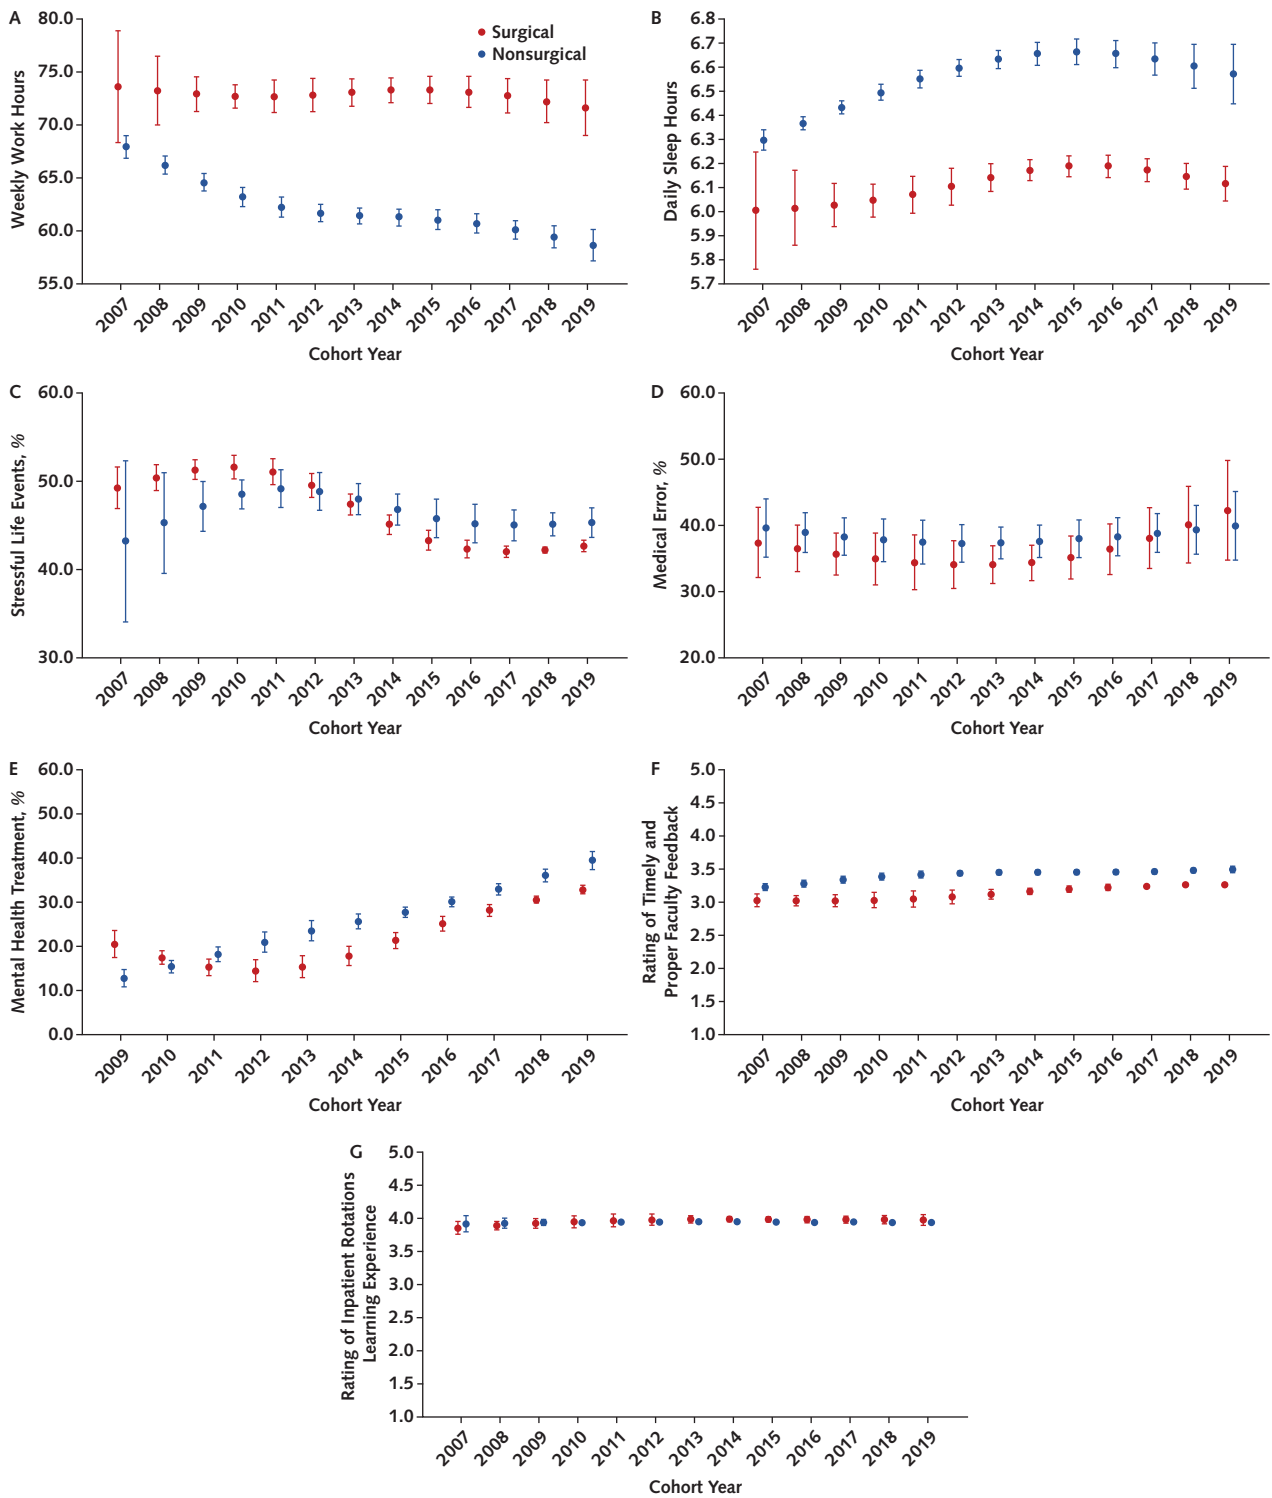 A
Weekly Work Hours
80.0
75.0
70.0
65.0
60.0
55.0
Surgical
Nonsurgical
2007 2008 2009 2010 2011 2012 2013 2014 2015 2016 2017 2018 2019
Cohort Year
B
Daily Sleep Hours
6.8
6.7
6.6
6.5
6.4
6.3
6.2
6.1
6.0
5.9
5.8
5.7
2007 2008 2009 2010 2011 2012 2013 2014 2015 2016 2017 2018 2019
Cohort Year
C
Stressful Life Events, %
60.0
50.0
40.0
30.0
2007 2008 2009 2010 2011 2012 2013 2014 2015 2016 2017 2018 2019
Cohort Year
D
Medical Error, %
60.0
50.0
40.0
30.0
20.0
2007 2008 2009 2010 2011 2012 2013 2014 2015 2016 2017 2018 2019
Cohort Year
E
Mental Health Treatment, %
60.0
50.0
40.0
30.0
20.0
10.0
0.0
2009 2010 2011 2012 2013 2014 2015 2016 2017 2018 2019
Cohort Year
F
Rating of Timely and
Proper Faculty Feedback
5.0
4.5
4.0
3.5
3.0
2.5
2.0
1.5
1.0
2007 2008 2009 2010 2011 2012 2013 2014 2015 2016 2017 2018 2019
Cohort Year
G
Rating of Inpatient Rotations
Learning Experience
5.0
4.5
4.0
3.5
3.0
2.5
2.0
1.5
1.0
2007 2008 2009 2010 2011 2012 2013 2014 2015 2016 2017 2018 2019
Cohort Year